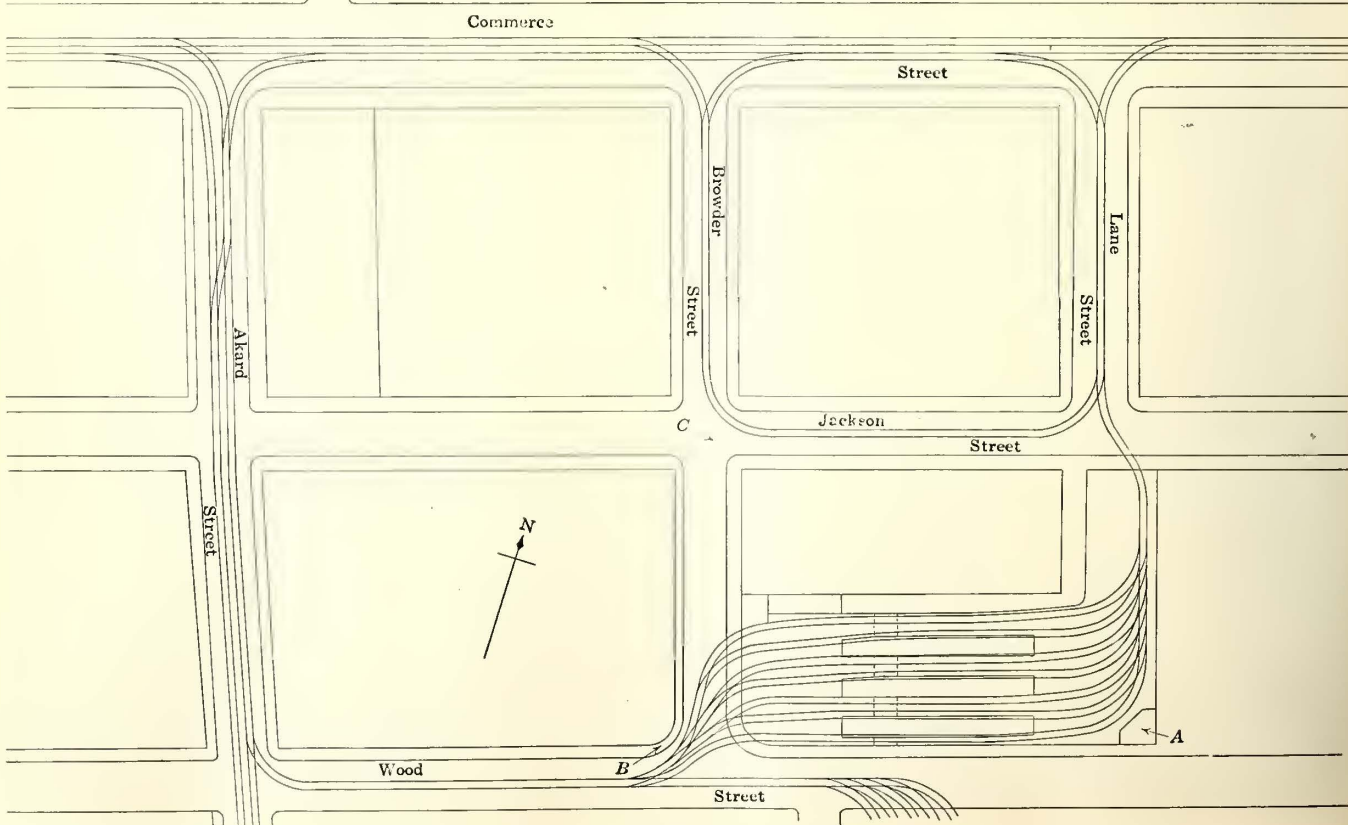 Commerce
Street
Browder
Street
Lane
Street
Akard
Street
Jackson
Street
C
N
A
B
Wood
Street